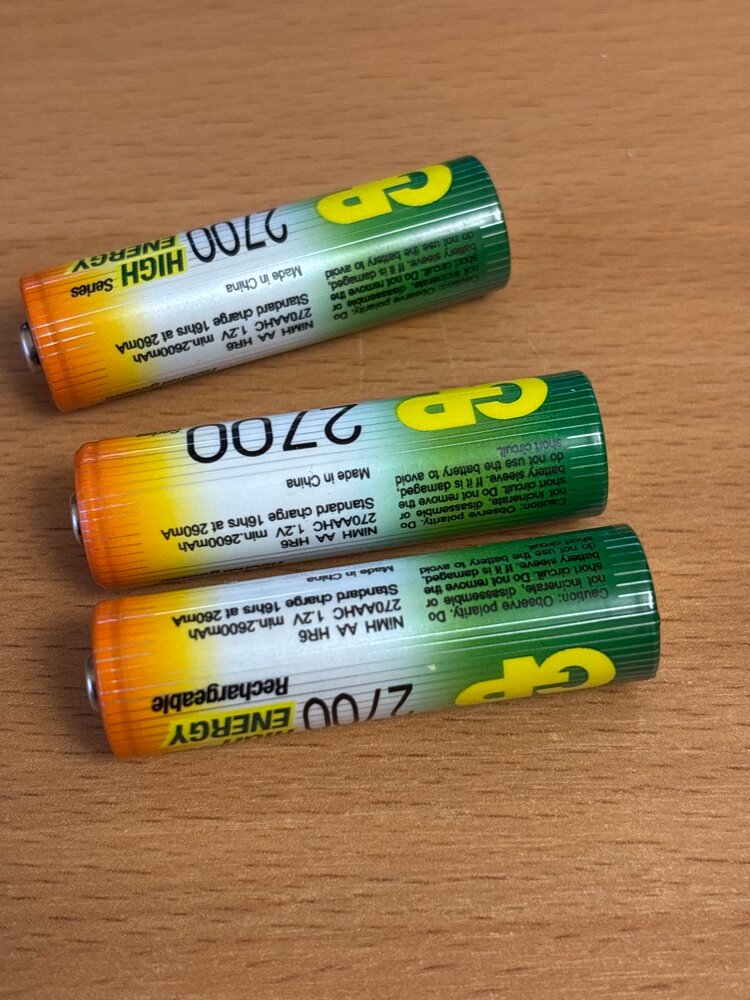 Caution: Observe polarity. Do
not incinerate, disassemble or
short circuit. Do not remove the
battery sleeve. If it is damaged,
do not use the battery to avoid
NiMH AA HR6
270AAHC 1.2V min.2600mAh
Standard charge 16hrs at 260mA
Made in China
GP
2700
HIGH Series
ENERGY
Caution: Observe polarity. Do
not incinerate, disassemble or
short circuit. Do not remove the
battery sleeve. If it is damaged,
do not use the battery to avoid
short circuit.
NiMH AA HR6
270AAHC 1.2V min.2600mAh
Standard charge 16hrs at 260mA
Made in China
GP
2700
Series
GP
2700
HIGH
ENERGY
Rechargeable
Caution: Observe polarity. Do
not incinerate, disassemble or
short circuit. Do not remove the
battery sleeve. If it is damaged,
do not use the battery to avoid
short circuit.
NiMH AA HR6
270AAHC 1.2V min.2600mAh
Standard charge 16hrs at 260mA
Made in China